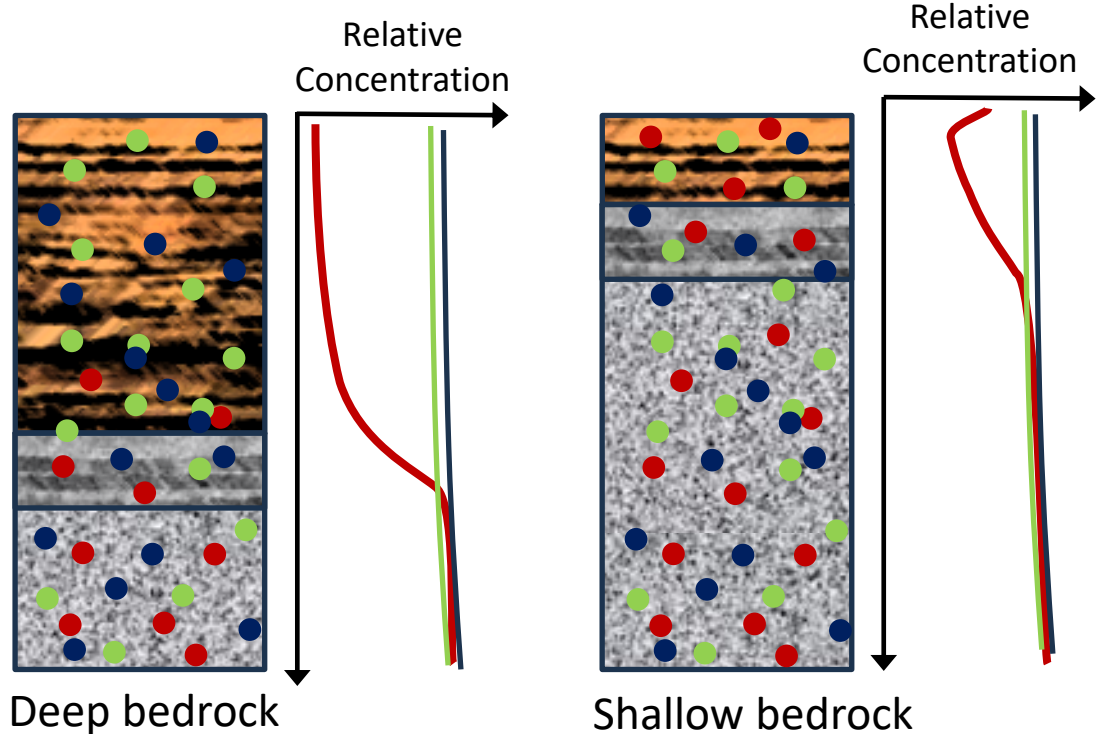 Relative
Concentration
Relative
Concentration
Deep bedrock
Shallow bedrock